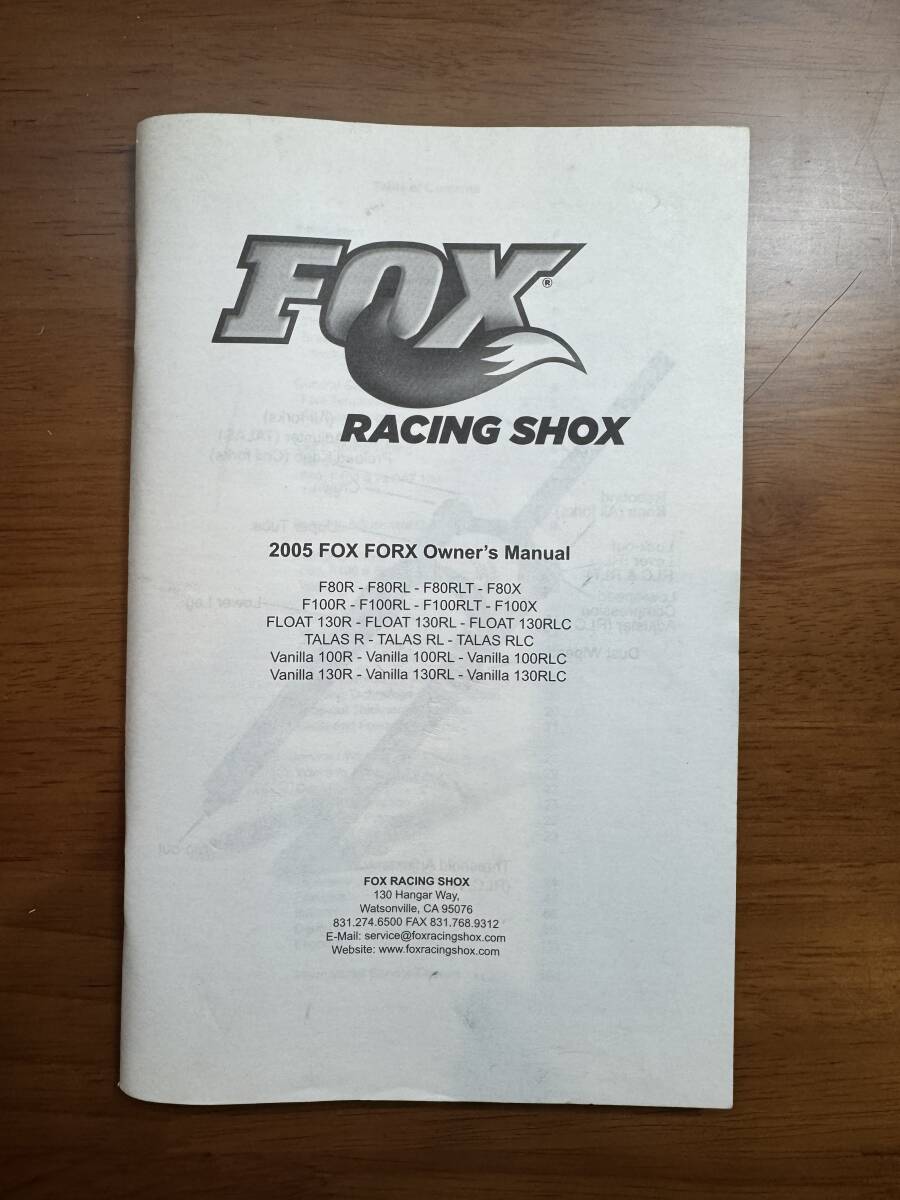 FOX®
RACING SHOX
2005 FOX FORX Owner's Manual
F80R - F80RL - F80RLT - F80X
F100R - F100RL - F100RLT - F100X
FLOAT 130R - FLOAT 130RL - FLOAT 130RLC
TALAS R - TALAS RL - TALAS RLC
Vanilla 100R - Vanilla 100RL - Vanilla 100RLC
Vanilla 130R - Vanilla 130RL - Vanilla 130RLC
FOX RACING SHOX
130 Hangar Way,
Watsonville, CA 95076
831.274.6500 FAX 831.768.9312
E-Mail: service@foxracingshox.com
Website: www.foxracingshox.com